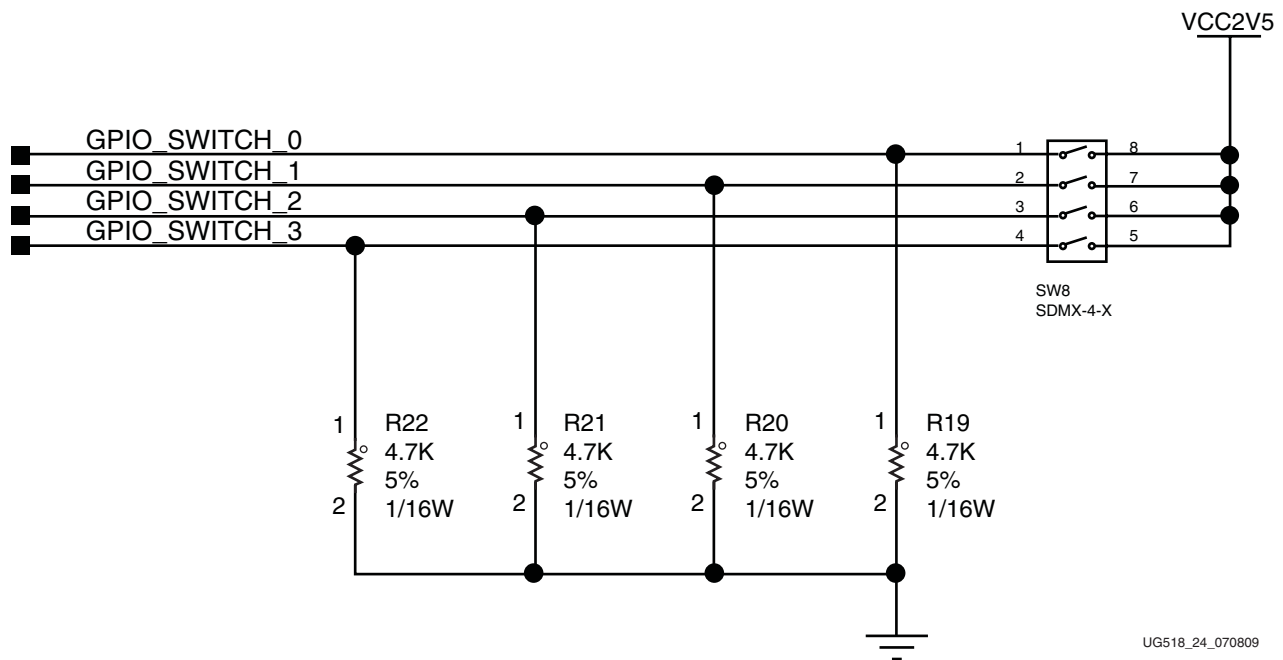 VCC2V5
GPIO_SWITCH_0
1
8
GPIO_SWITCH_1
2
7
GPIO_SWITCH_2
3
6
GPIO_SWITCH_3
4
5
SW8
SDMX-4-X
1
R22
4.7K
5%
2
1/16W
1
R21
4.7K
5%
2
1/16W
1
R20
4.7K
5%
2
1/16W
1
R19
4.7K
5%
2
1/16W
UG518_24_070809